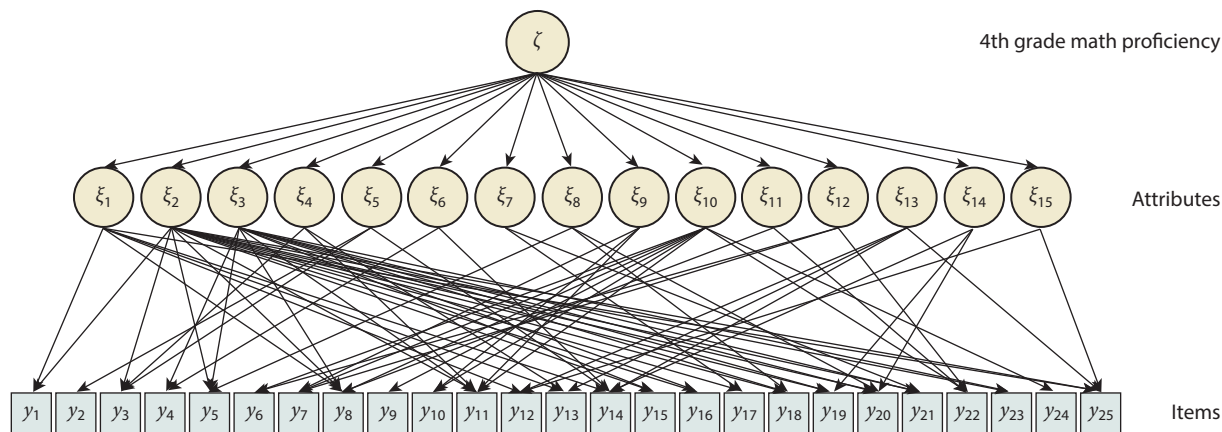 ζ 4th grade math proficiency
ξ1 ξ2 ξ3 ξ4 ξ5 ξ6 ξ7 ξ8 ξ9 ξ10 ξ11 ξ12 ξ13 ξ14 ξ15 Attributes
y1 y2 y3 y4 y5 y6 y7 y8 y9 y10 y11 y12 y13 y14 y15 y16 y17 y18 y19 y20 y21 y22 y23 y24 y25 Items